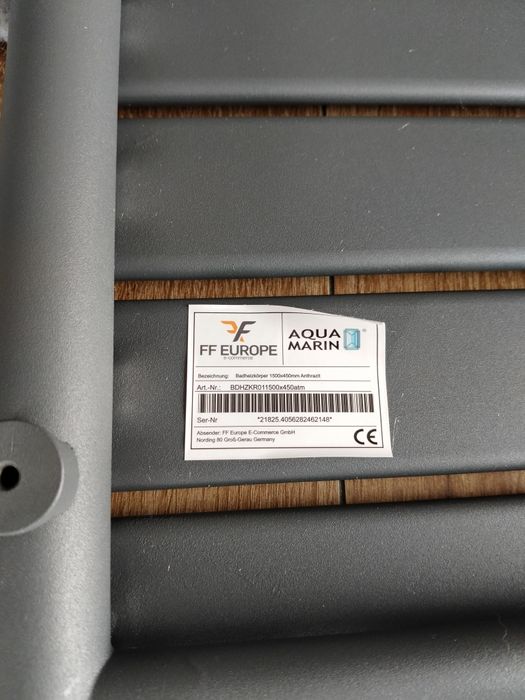 FF EUROPE
e-commerce
AQUA
MARIN ®
Bezeichnung: Badheizkörper 1500x450mm Anthrazit
Art.-Nr.: BDHZKR011500x450atm
Ser-Nr *21825.4056282462148*
Absender: FF Europe E-Commerce GmbH
Nording 80 Groß-Gerau Germany
CE